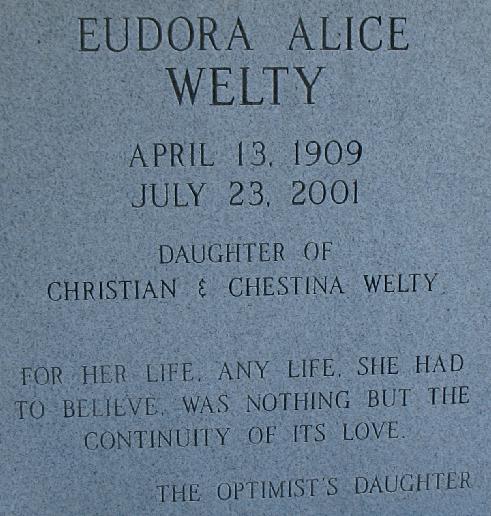 EUDORA ALICE
WELTY
APRIL 13, 1909
JULY 23, 2001
DAUGHTER OF
CHRISTIAN & CHESTINA WELTY
FOR HER LIFE, ANY LIFE, SHE HAD
TO BELIEVE, WAS NOTHING BUT THE
CONTINUITY OF ITS LOVE.
THE OPTIMIST'S DAUGHTER